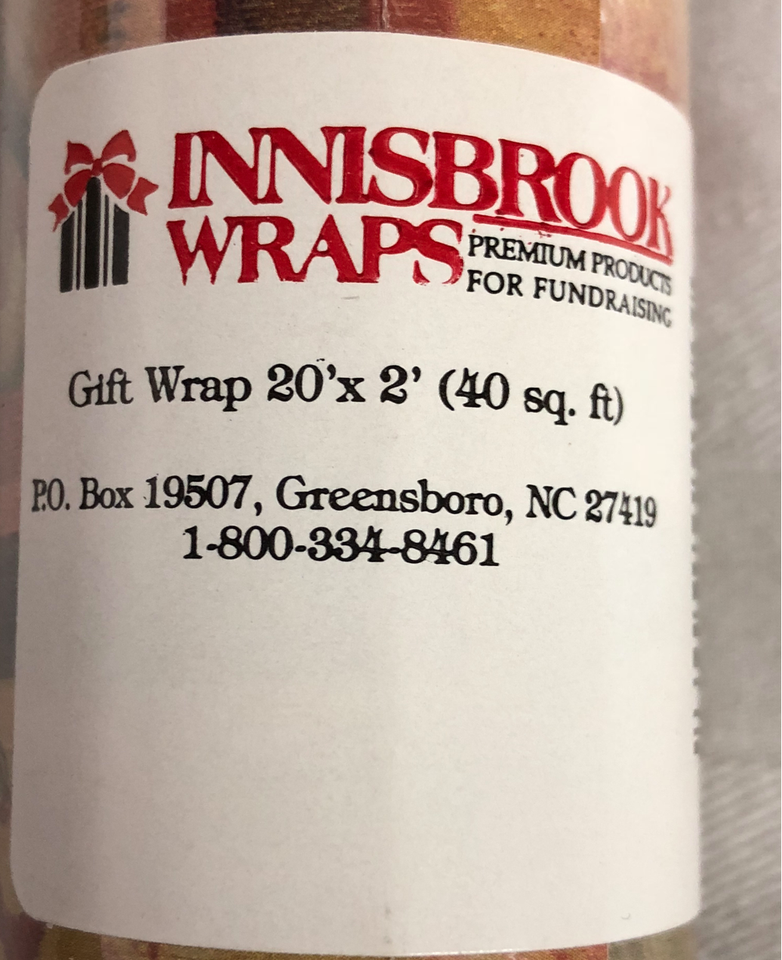 INNISBROOK
WRAPS
PREMIUM PRODUCTS
FOR FUNDRAISING
Gift Wrap 20'x 2' (40 sq. ft)
P.O. Box 19507, Greensboro, NC 27419
1-800-334-8461